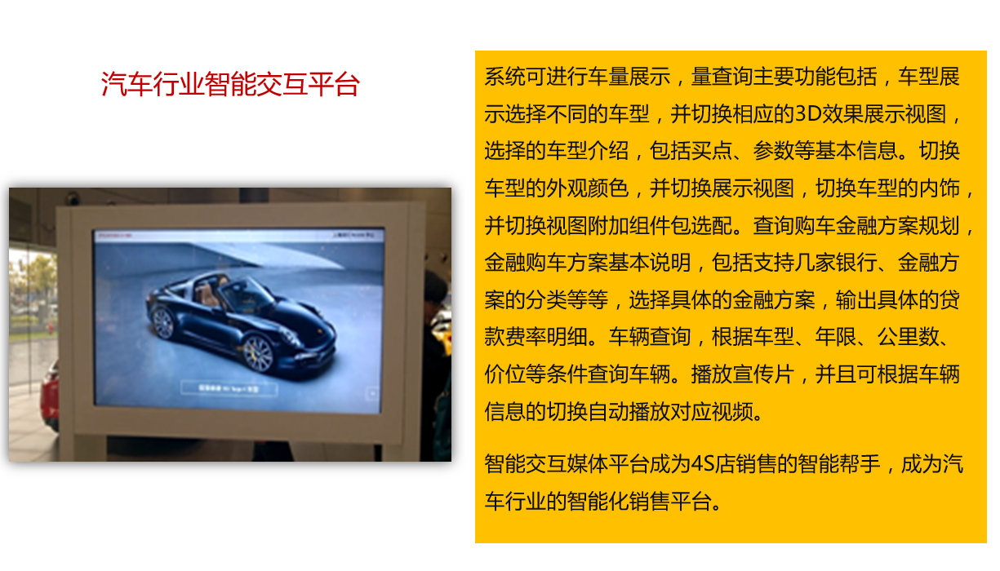 汽车行业智能交互平台
系统可进行车量展示，量查询主要功能包括，车型展
示选择不同的车型，并切换相应的3D效果展示视图，
选择的车型介绍，包括买点、参数等基本信息。切换
车型的外观颜色，并切换展示视图，切换车型的内饰，
并切换视图附加组件包选配。查询购车金融方案规划，
金融购车方案基本说明，包括支持几家银行、金融方
案的分类等等，选择具体的金融方案，输出具体的贷
款费率明细。车辆查询，根据车型、年限、公里数、
价位等条件查询车辆。播放宣传片，并且可根据车辆
信息的切换自动播放对应视频。
智能交互媒体平台成为4S店销售的智能帮手，成为汽
车行业的智能化销售平台。